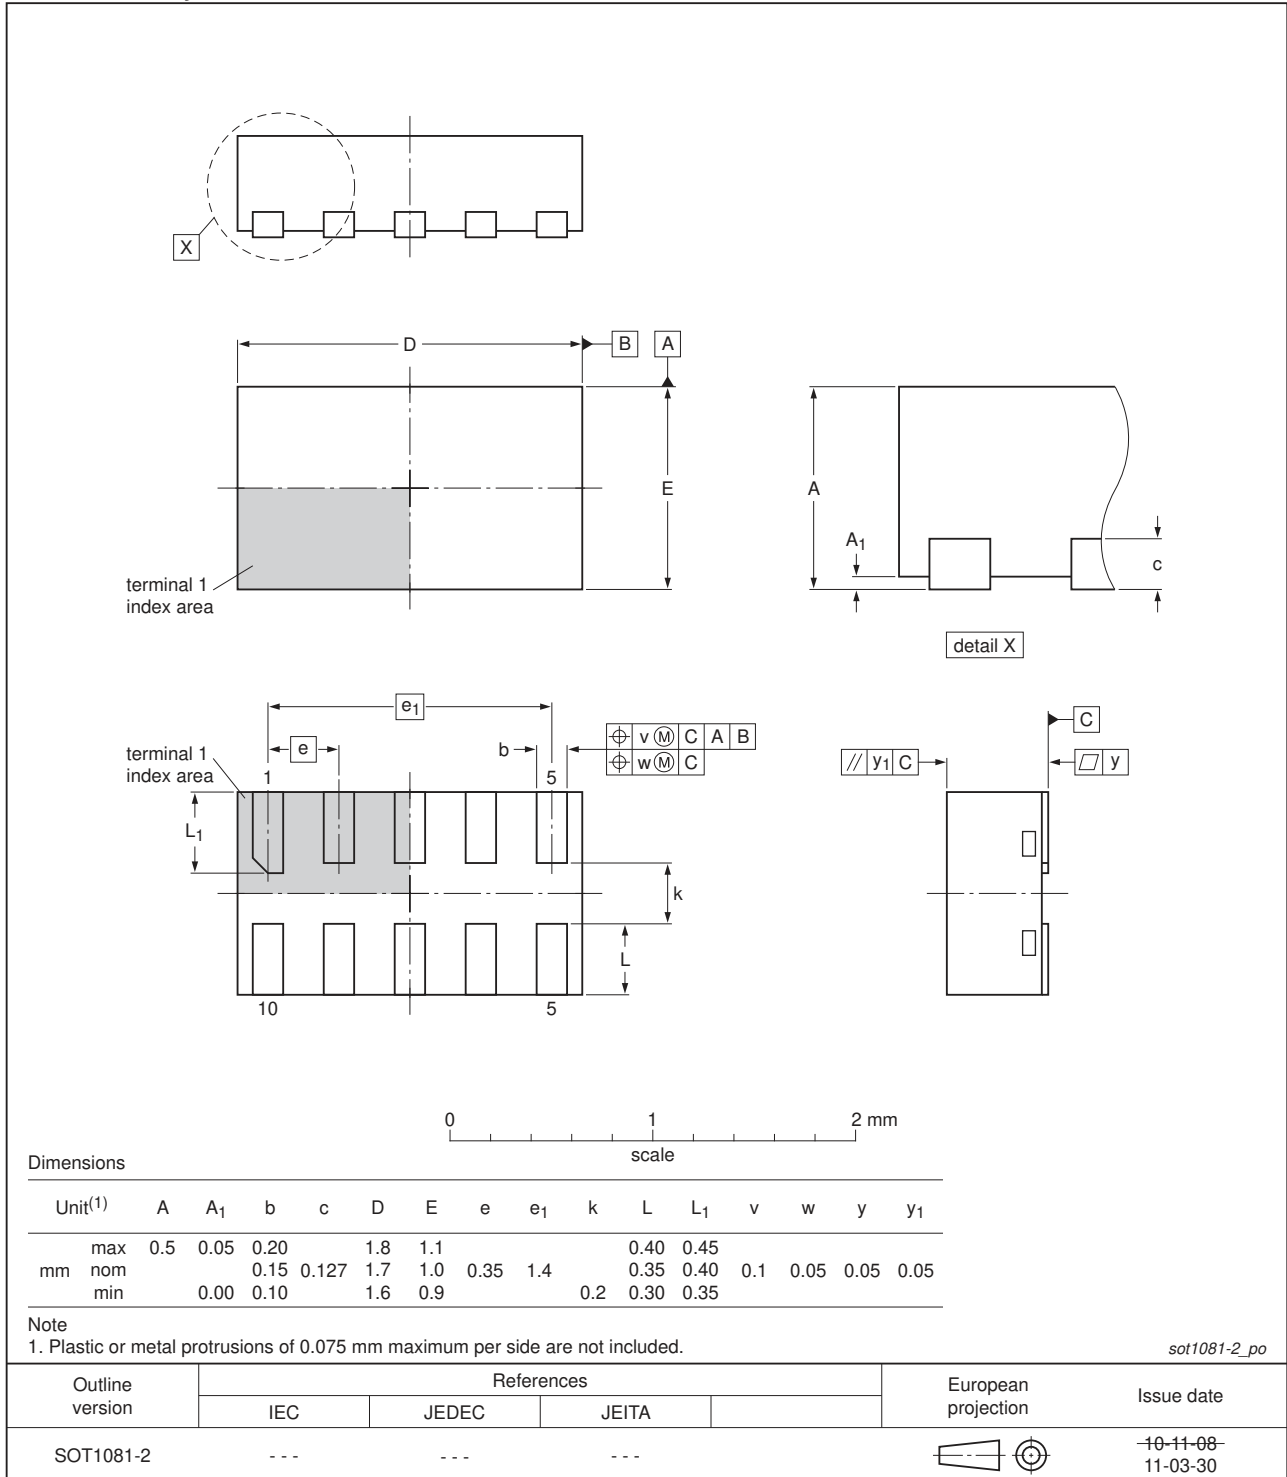 X
D
B
A
E
terminal 1
index area
A
A1
c
detail X
e1
e
b
v M C A B
w M C
terminal 1
index area
1
5
L1
k
L
10
5
C
y1 C
y
0 1 2 mm
scale
Dimensions
Unit(1) A A1 b c D E e e1 k L L1 v w y y1
max 0.5 0.05 0.20 1.8 1.1 0.40 0.45
mm nom 0.15 0.127 1.7 1.0 0.35 1.4 0.35 0.40 0.1 0.05 0.05 0.05
min 0.00 0.10 1.6 0.9 0.2 0.30 0.35
Note
1. Plastic or metal protrusions of 0.075 mm maximum per side are not included.
sot1081-2_po
Outline version References European projection Issue date
IEC JEDEC JEITA
SOT1081-2 - - - - - - - - - 10-11-08
11-03-30